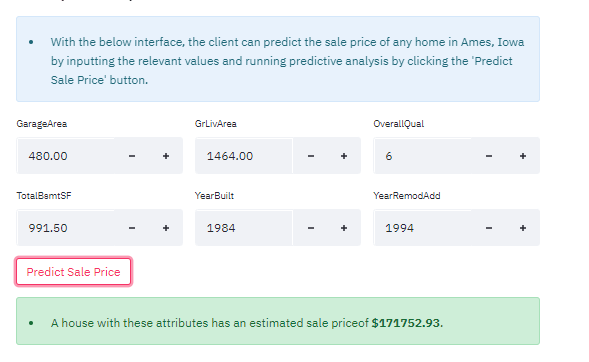 • With the below interface, the client can predict the sale price of any home in Ames, Iowa
by inputting the relevant values and running predictive analysis by clicking the 'Predict
Sale Price' button.
GarageArea GrLivArea OverallQual
480.00 − + 1464.00 − + 6 − +
TotalBsmtSF YearBuilt YearRemodAdd
991.50 − + 1984 − + 1994 − +
Predict Sale Price
• A house with these attributes has an estimated sale priceof $171752.93.